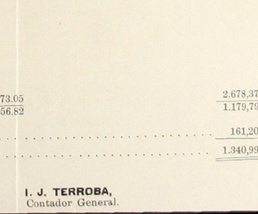 73.05 2.678,37
56.82 1.179,79
161,20
1.340,99
I. J. TERROBA,
Contador General.